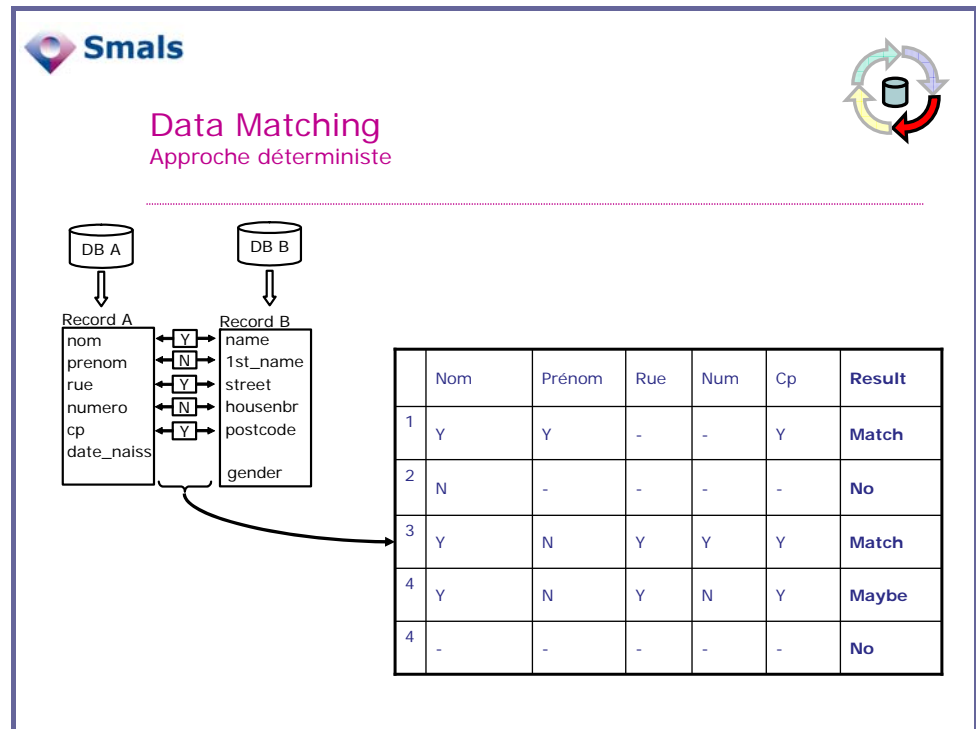 Smals
Data Matching
Approche déterministe
DB A
DB B
Record A
Record B
nom Y name
prenom N 1st_name
rue Y street
numero N housenbr
cp Y postcode
date_naiss
gender
Nom Prénom Rue Num Cp Result
1 Y Y - - Y Match
2 N - - - - No
3 Y N Y Y Y Match
4 Y N Y N Y Maybe
4 - - - - - No